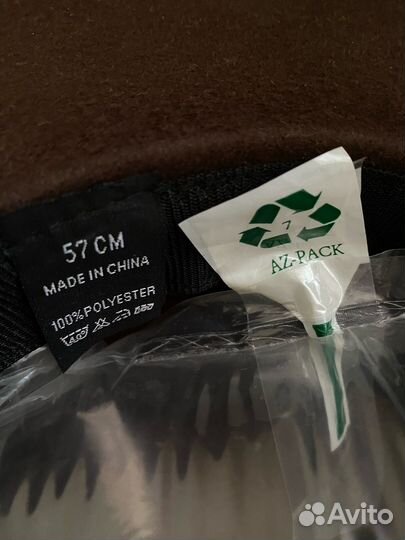 57 CM
MADE IN CHINA
100%POLYESTER
7
AZ-PACK
Avito